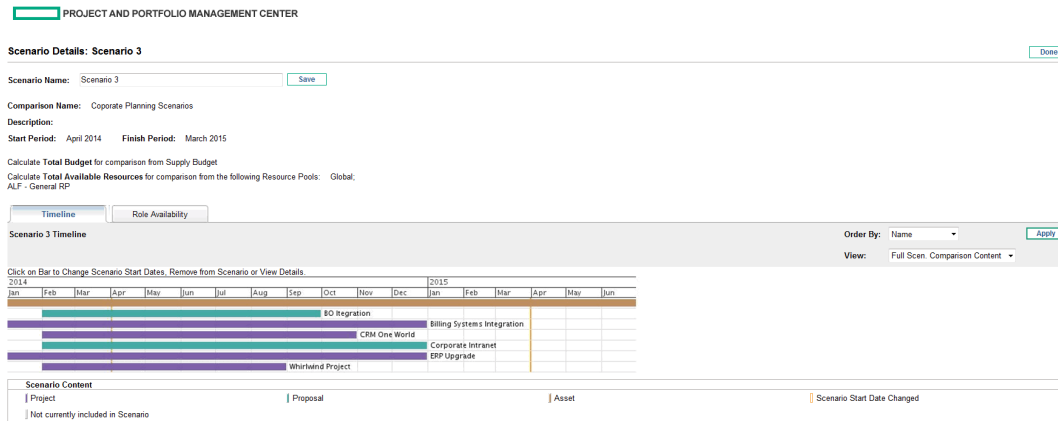 PROJECT AND PORTFOLIO MANAGEMENT CENTER
Scenario Details: Scenario 3
Done
Scenario Name: Scenario 3 Save
Comparison Name: Coporate Planning Scenarios
Description:
Start Period: April 2014 Finish Period: March 2015
Calculate Total Budget for comparison from Supply Budget
Calculate Total Available Resources for comparison from the following Resource Pools: Global;
ALF - General RP
Timeline Role Availability
Scenario 3 Timeline Order By: Name Apply
View: Full Scen. Comparison Content
Click on Bar to Change Scenario Start Dates, Remove from Scenario or View Details.
2014 2015
Jan Feb Mar Apr May Jun Jul Aug Sep Oct Nov Dec Jan Feb Mar Apr May Jun
BO Itegration
Billing Systems Integration
CRM One World
Corporate Intranet
ERP Upgrade
Whirlwind Project
Scenario Content
Project Proposal Asset Scenario Start Date Changed
Not currently included in Scenario